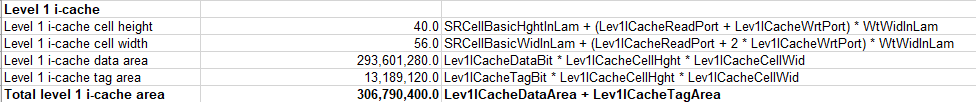 Level 1 i-cache
Level 1 i-cache cell height 40.0 SRCellBasicHghtInLam + (Lev1ICacheReadPort + Lev1ICacheWrtPort) * WtWidInLam
Level 1 i-cache cell width 56.0 SRCellBasicWidInLam + (Lev1ICacheReadPort + 2 * Lev1ICacheWrtPort) * WtWidInLam
Level 1 i-cache data area 293,601,280.0 Lev1ICacheDataBit * Lev1ICacheCellHght * Lev1ICacheCellWid
Level 1 i-cache tag area 13,189,120.0 Lev1ICacheTagBit * Lev1ICacheCellHght * Lev1ICacheCellWid
Total level 1 i-cache area 306,790,400.0 Lev1ICacheDataArea + Lev1ICacheTagArea